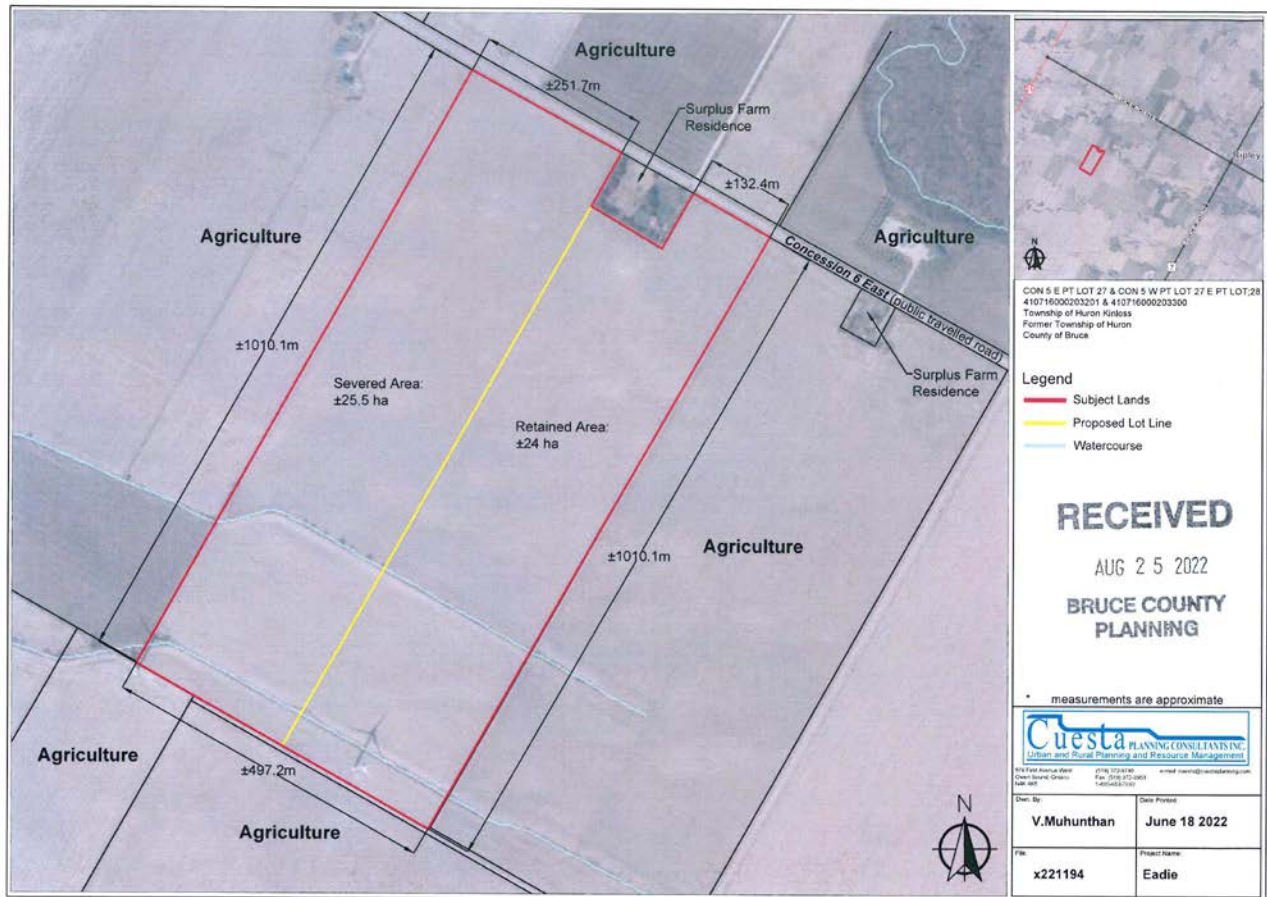 Agriculture
±251.7m
Surplus Farm
Residence
±132.4m
Agriculture
Agriculture
Concession 6 East (public travelled road)
±1010.1m
Severed Area:
±25.5 ha
Retained Area:
±24 ha
Surplus Farm
Residence
±1010.1m
Agriculture
Agriculture
±497.2m
Agriculture
N
N
Ripley
CON 5 E PT LOT 27 & CON 5 W PT LOT 27 E PT LOT;28
410716000203201 & 410716000203300
Township of Huron Kinloss
Former Township of Huron
County of Bruce
Legend
Subject Lands
Proposed Lot Line
Watercourse
RECEIVED
AUG 25 2022
BRUCE COUNTY
PLANNING
* measurements are approximate
Cuesta PLANNING CONSULTANTS INC.
Urban and Rural Planning and Resource Management
Owen Sound, Ontario
Dwn. By:
V.Muhunthan
Date Printed:
June 18 2022
File:
x221194
Project Name:
Eadie